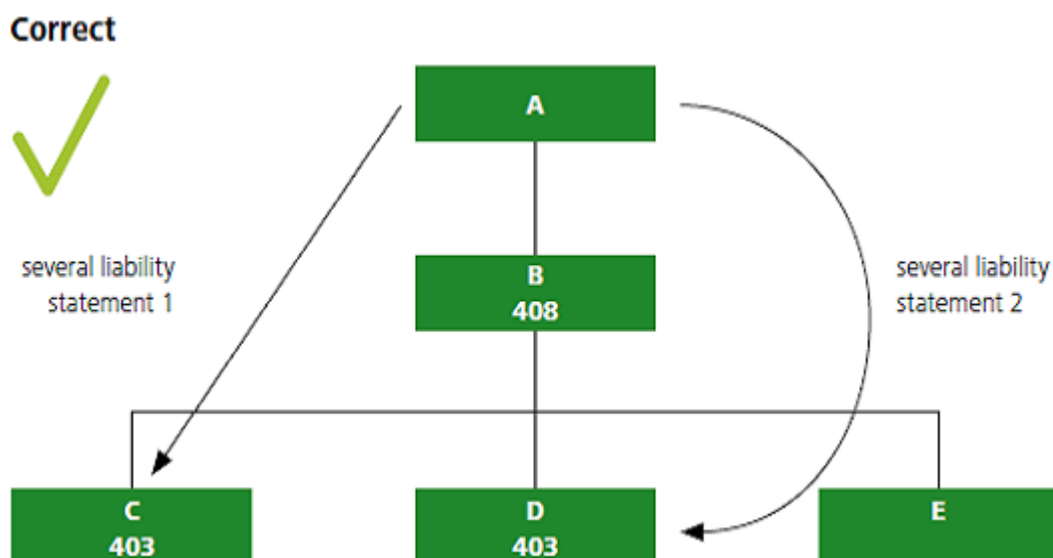 Correct
A
several liability
statement 1
B
408
several liability
statement 2
C
403
D
403
E